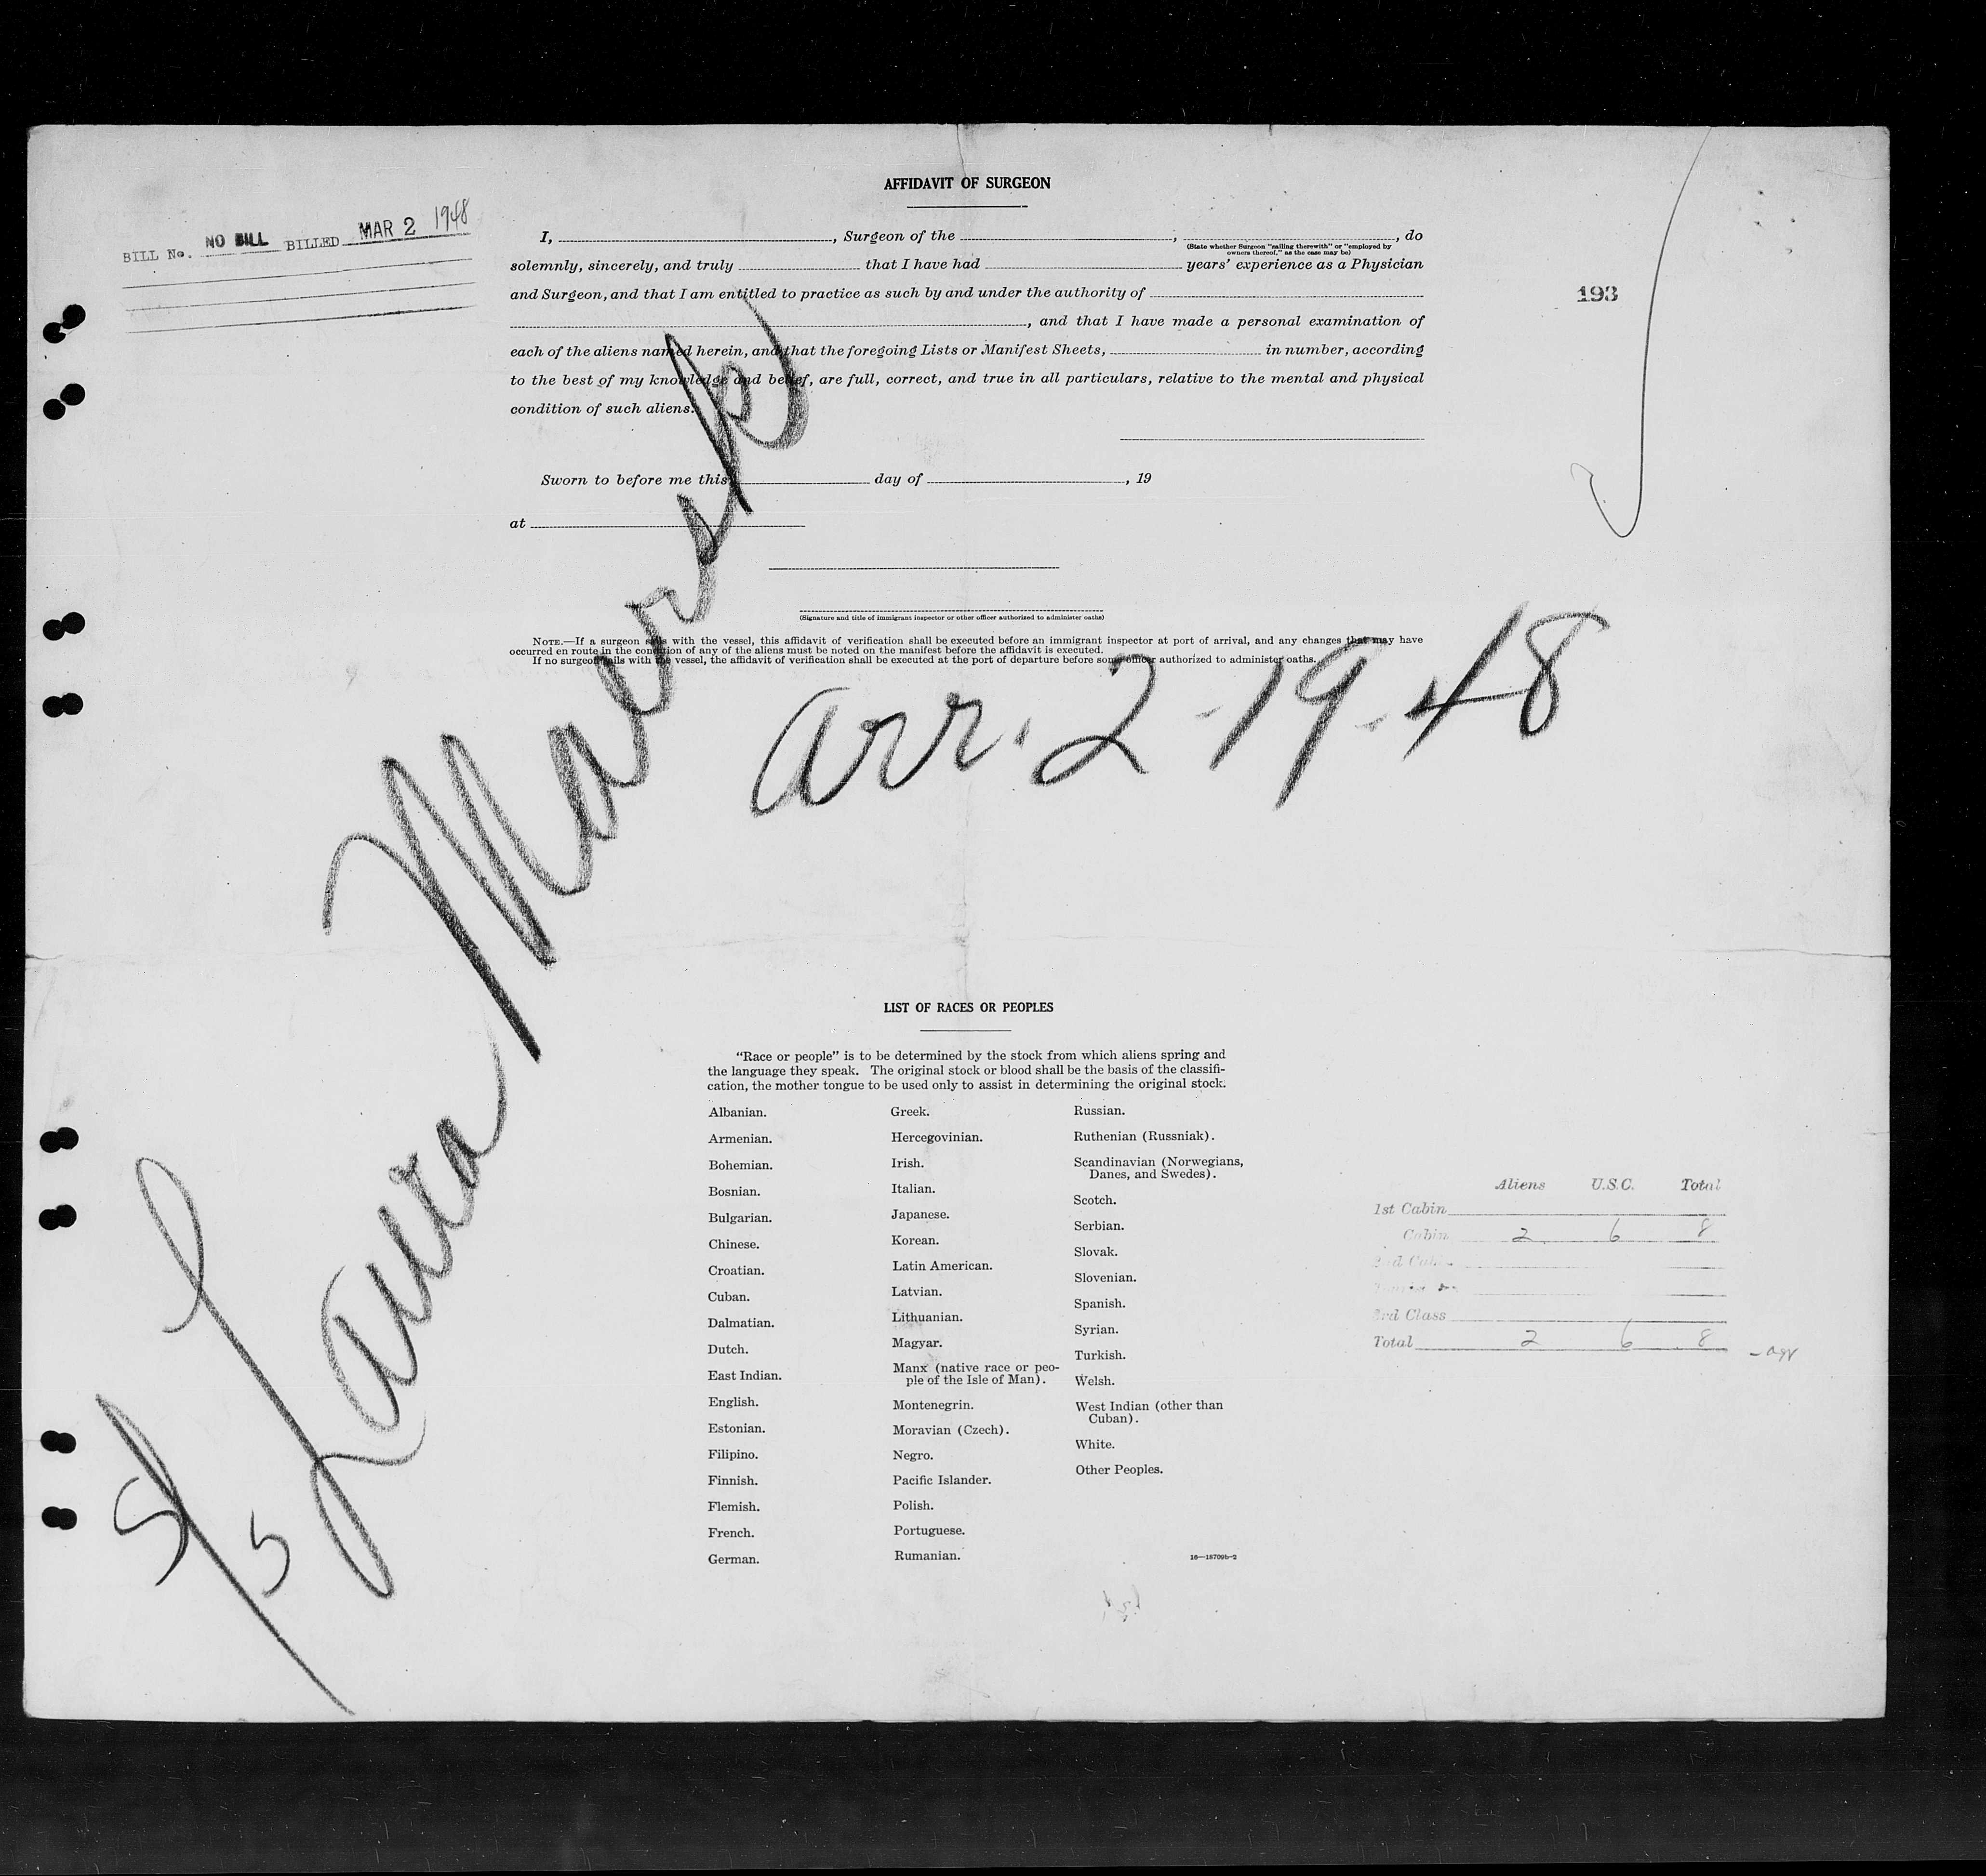 AFFIDAVIT OF SURGEON
BILL No. NO BILL BILLED MAR 2 1948
I, , Surgeon of the , , do
(State whether Surgeon "sailing therewith" or "employed by
owners thereof," as the case may be)
solemnly, sincerely, and truly that I have had years' experience as a Physician
and Surgeon, and that I am entitled to practice as such by and under the authority of
193
, and that I have made a personal examination of
each of the aliens named herein, and that the foregoing Lists or Manifest Sheets, in number, according
to the best of my knowledge and belief, are full, correct, and true in all particulars, relative to the mental and physical
condition of such aliens.
Sworn to before me this day of , 19
at
(Signature and title of immigrant inspector or other officer authorized to administer oaths)
NOTE.—If a surgeon sails with the vessel, this affidavit of verification shall be executed before an immigrant inspector at port of arrival, and any changes that may have
occurred en route in the condition of any of the aliens must be noted on the manifest before the affidavit is executed.
If no surgeon sails with the vessel, the affidavit of verification shall be executed at the port of departure before some officer authorized to administer oaths.
S/S Laura Maersk
arr. 2-19-48
LIST OF RACES OR PEOPLES
"Race or people" is to be determined by the stock from which aliens spring and
the language they speak. The original stock or blood shall be the basis of the classifi-
cation, the mother tongue to be used only to assist in determining the original stock.
Albanian.
Armenian.
Bohemian.
Bosnian.
Bulgarian.
Chinese.
Croatian.
Cuban.
Dalmatian.
Dutch.
East Indian.
English.
Estonian.
Filipino.
Finnish.
Flemish.
French.
German.
Greek.
Hercegovinian.
Irish.
Italian.
Japanese.
Korean.
Latin American.
Latvian.
Lithuanian.
Magyar.
Manx (native race or peo-
ple of the Isle of Man).
Montenegrin.
Moravian (Czech).
Negro.
Pacific Islander.
Polish.
Portuguese.
Rumanian.
Russian.
Ruthenian (Russniak).
Scandinavian (Norwegians,
Danes, and Swedes).
Scotch.
Serbian.
Slovak.
Slovenian.
Spanish.
Syrian.
Turkish.
Welsh.
West Indian (other than
Cuban).
White.
Other Peoples.
16—18709b-2
Aliens U.S.C. Total
1st Cabin
Cabin 2 6 8
3rd Class
Total 2 6 8